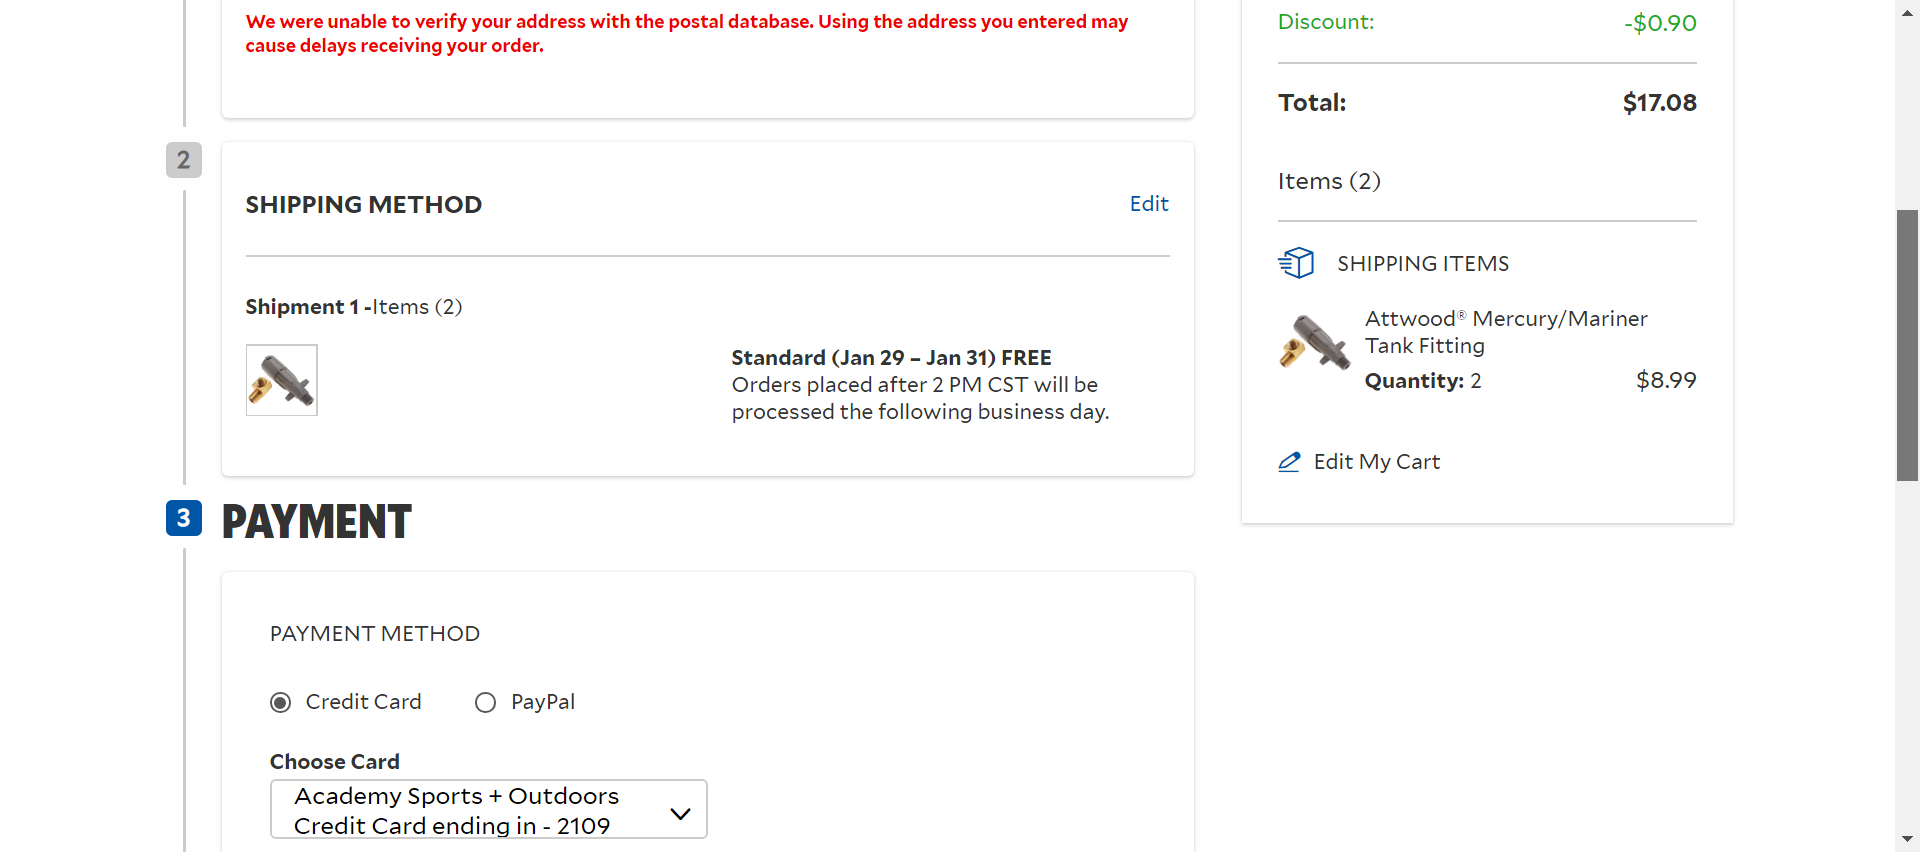 We were unable to verify your address with the postal database. Using the address you entered may
cause delays receiving your order.
2
SHIPPING METHOD
Edit
Shipment 1 -Items (2)
Standard (Jan 29 – Jan 31) FREE
Orders placed after 2 PM CST will be
processed the following business day.
3
PAYMENT
PAYMENT METHOD
Credit Card
PayPal
Choose Card
Academy Sports + Outdoors
Credit Card ending in - 2109
Discount:
-$0.90
Total:
$17.08
Items (2)
SHIPPING ITEMS
Attwood® Mercury/Mariner
Tank Fitting
Quantity: 2
$8.99
Edit My Cart